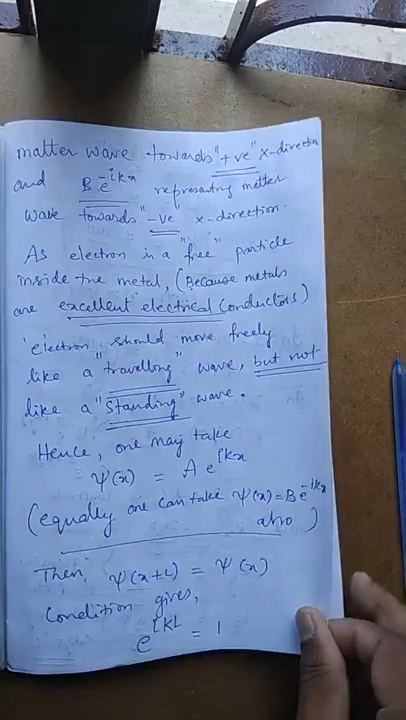 matter wave towards "+ve" x-direction
and Be^{-ikx} representing matter
wave towards "-ve" x-direction.
As electron is a "free" particle
inside the metal, (Because metals
are excellent electrical conductors)
electron should move freely
like a "travelling" wave, but not
like a "standing" wave.
Hence, one may take
ψ(x) = A e^{ikx}
(equally one can take ψ(x) = B e^{-ikx}
also)
Then ψ(x+L) = ψ(x)
Condition gives,
e^{ikL} = 1